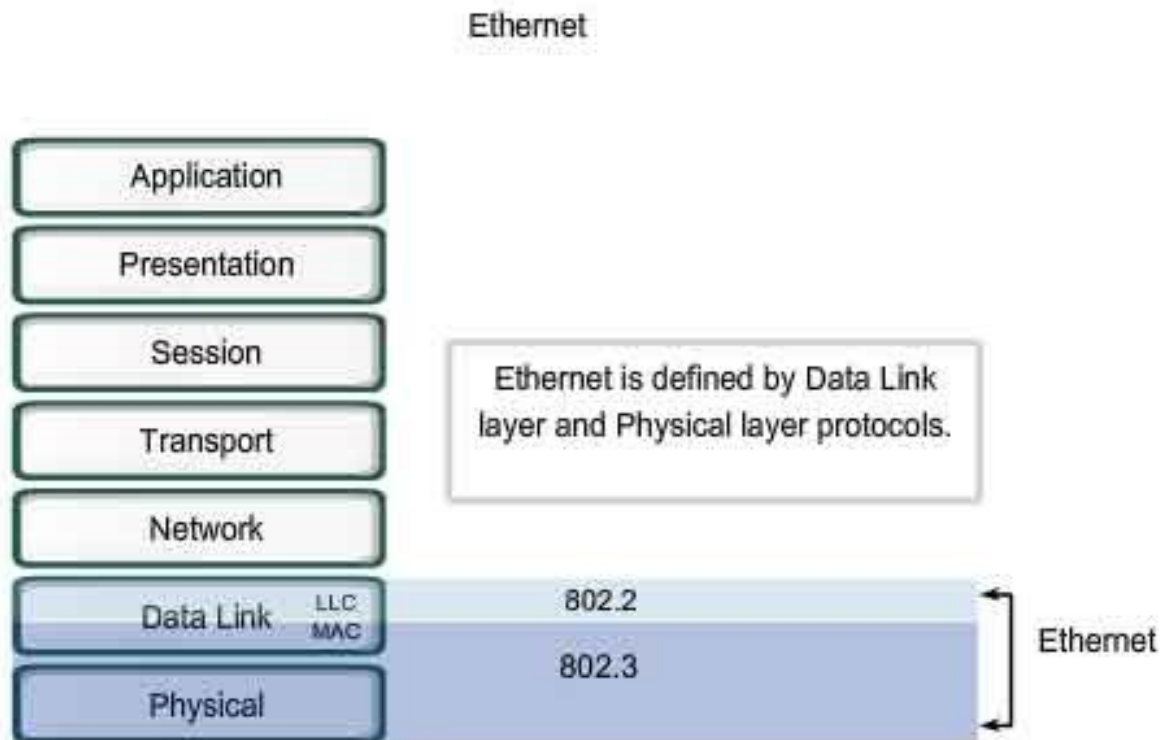 Ethernet
Application
Presentation
Session
Ethernet is defined by Data Link
layer and Physical layer protocols.
Transport
Network
Data Link
LLC
MAC
802.2
802.3
Ethernet
Physical